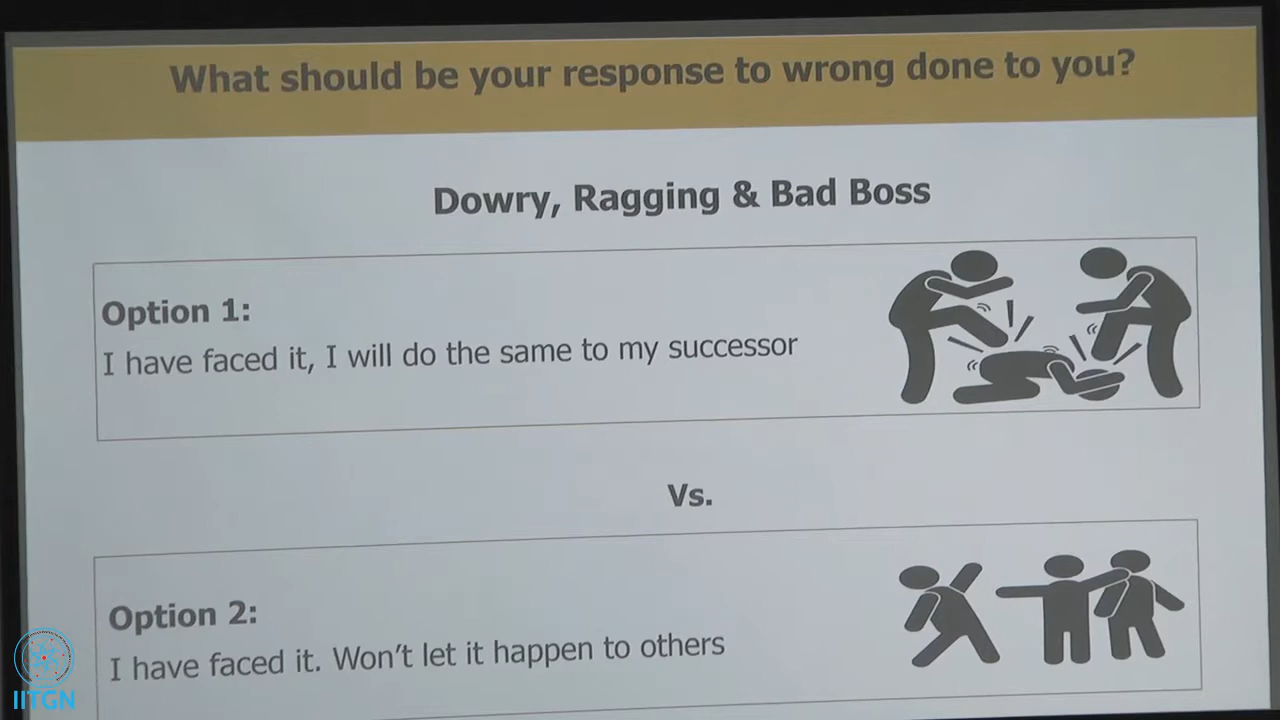 What should be your response to wrong done to you?
Dowry, Ragging & Bad Boss
Option 1:
I have faced it, I will do the same to my successor
Vs.
Option 2:
I have faced it. Won't let it happen to others
IITGN